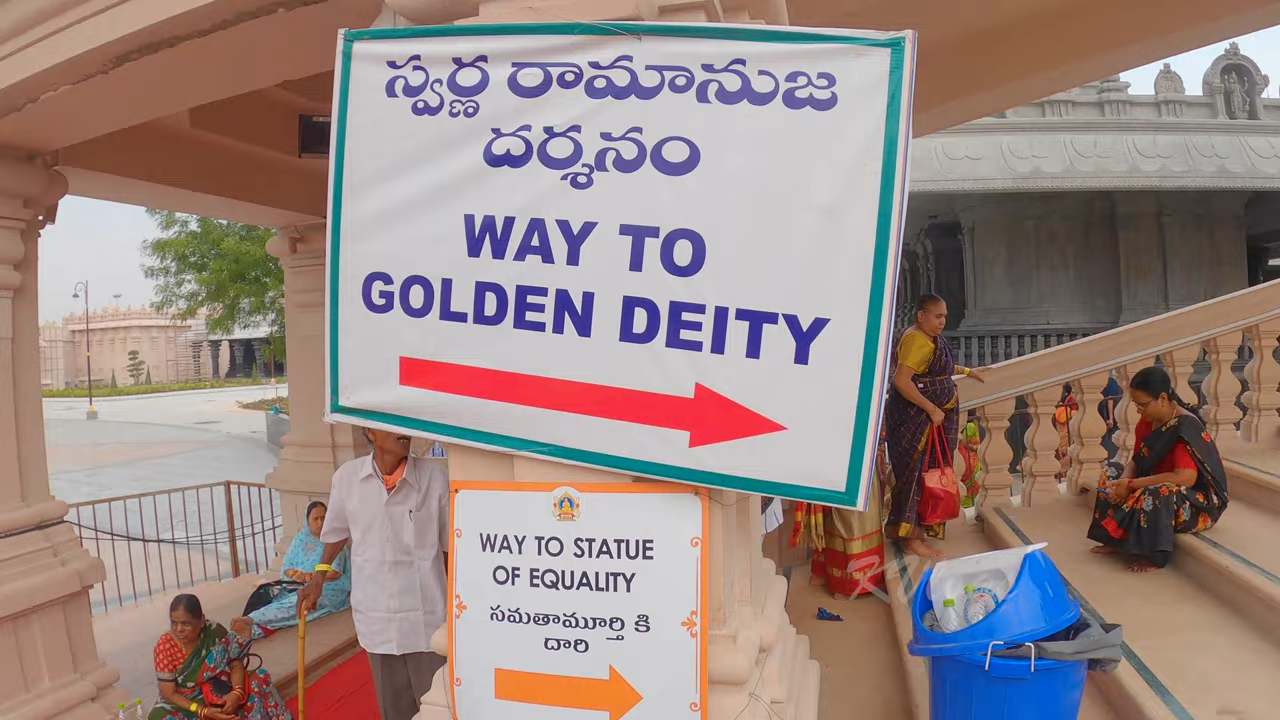 స్వర్ణ రామానుజ
దర్శనం
WAY TO
GOLDEN DEITY
WAY TO STATUE
OF EQUALITY
సమతామూర్తి కి
దారి